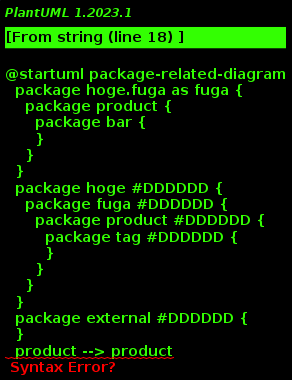 PlantUML 1.2023.1
[From string (line 18) ]
@startuml package-related-diagram
package hoge.fuga as fuga {
package product {
package bar {
}
}
}
package hoge #DDDDDD {
package fuga #DDDDDD {
package product #DDDDDD {
package tag #DDDDDD {
}
}
}
}
package external #DDDDDD {
}
product --> product
Syntax Error?